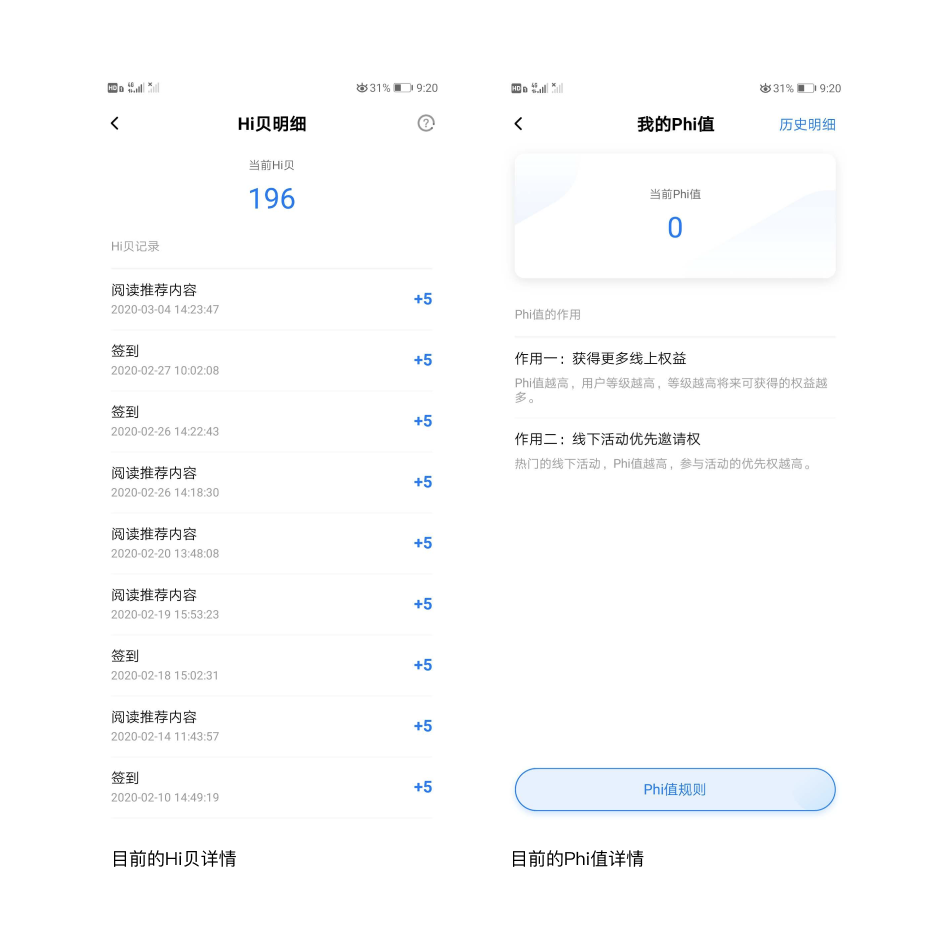 31% 9:20
Hi贝明细
当前Hi贝
196
Hi贝记录
阅读推荐内容
2020-03-04 14:23:47
+5
签到
2020-02-27 10:02:08
+5
签到
2020-02-26 14:22:43
+5
阅读推荐内容
2020-02-26 14:18:30
+5
阅读推荐内容
2020-02-20 13:48:08
+5
阅读推荐内容
2020-02-19 15:53:23
+5
签到
2020-02-18 15:02:31
+5
阅读推荐内容
2020-02-14 11:43:57
+5
签到
2020-02-10 14:49:19
+5
目前的Hi贝详情
31% 9:20
我的Phi值
历史明细
当前Phi值
0
Phi值的作用
作用一：获得更多线上权益
Phi值越高，用户等级越高，等级越高将来可获得的权益越
多。
作用二：线下活动优先邀请权
热门的线下活动，Phi值越高，参与活动的优先权越高。
Phi值规则
目前的Phi值详情